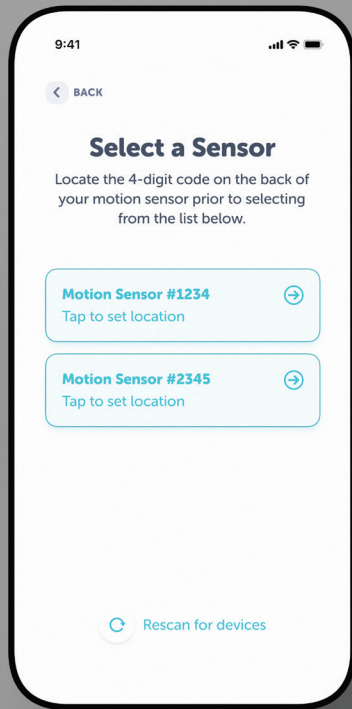 9:41
BACK
Select a Sensor
Locate the 4-digit code on the back of
your motion sensor prior to selecting
from the list below.
Motion Sensor #1234
Tap to set location
Motion Sensor #2345
Tap to set location
Rescan for devices